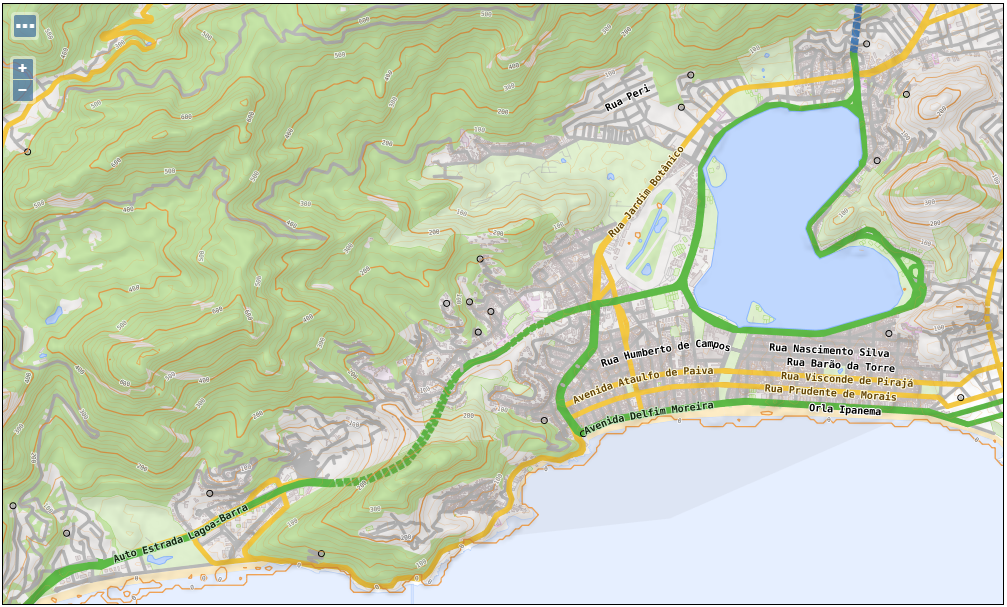 +
−
Rua Peri
Rua Jardim Botânico
Rua Humberto de Campos
Rua Nascimento Silva
Rua Barão da Torre
Avenida Ataulfo de Paiva
Rua Visconde de Pirajá
Rua Prudente de Morais
Avenida Delfim Moreira
Orla Ipanema
Auto Estrada Lagoa-Barra